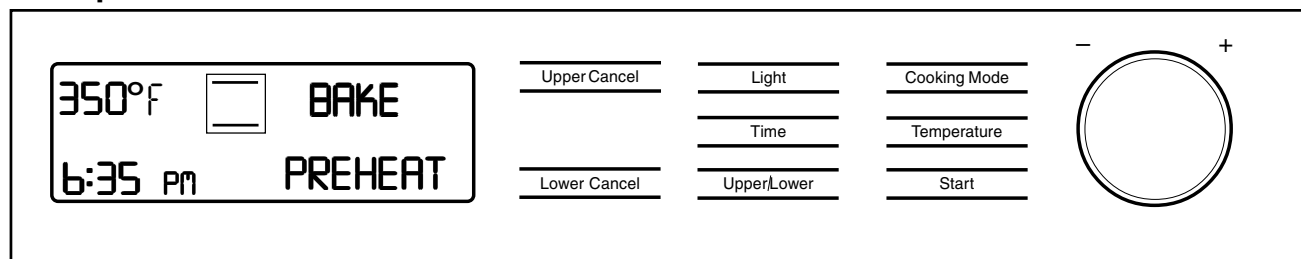 350°F BAKE
6:35 PM PREHEAT
Upper Cancel
Lower Cancel
Light
Time
Upper/Lower
Cooking Mode
Temperature
Start
– +